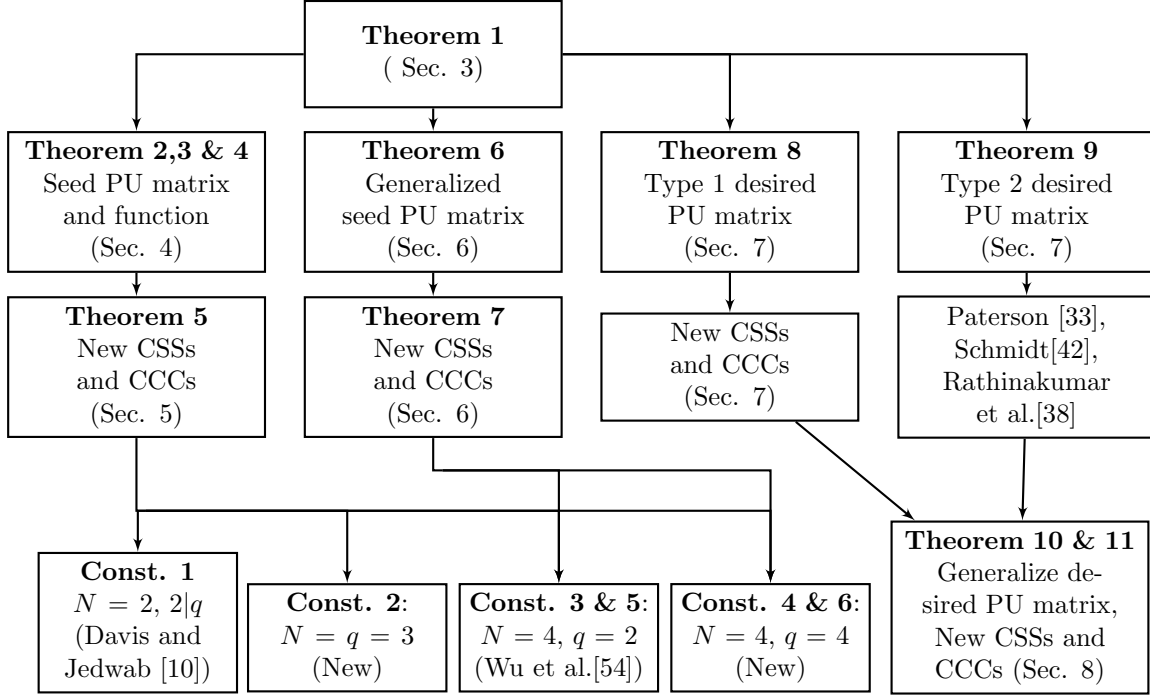 Theorem 1
( Sec. 3)
Theorem 2,3 & 4
Seed PU matrix
and function
(Sec. 4)
Theorem 6
Generalized
seed PU matrix
(Sec. 6)
Theorem 8
Type 1 desired
PU matrix
(Sec. 7)
Theorem 9
Type 2 desired
PU matrix
(Sec. 7)
Theorem 5
New CSSs
and CCCs
(Sec. 5)
Theorem 7
New CSSs
and CCCs
(Sec. 6)
New CSSs
and CCCs
(Sec. 7)
Paterson [33],
Schmidt[42],
Rathinakumar
et al.[38]
Const. 1
N = 2, 2|q
(Davis and
Jedwab [10])
Const. 2:
N = q = 3
(New)
Const. 3 & 5:
N = 4, q = 2
(Wu et al.[54])
Const. 4 & 6:
N = 4, q = 4
(New)
Theorem 10 & 11
Generalize de-
sired PU matrix,
New CSSs and
CCCs (Sec. 8)